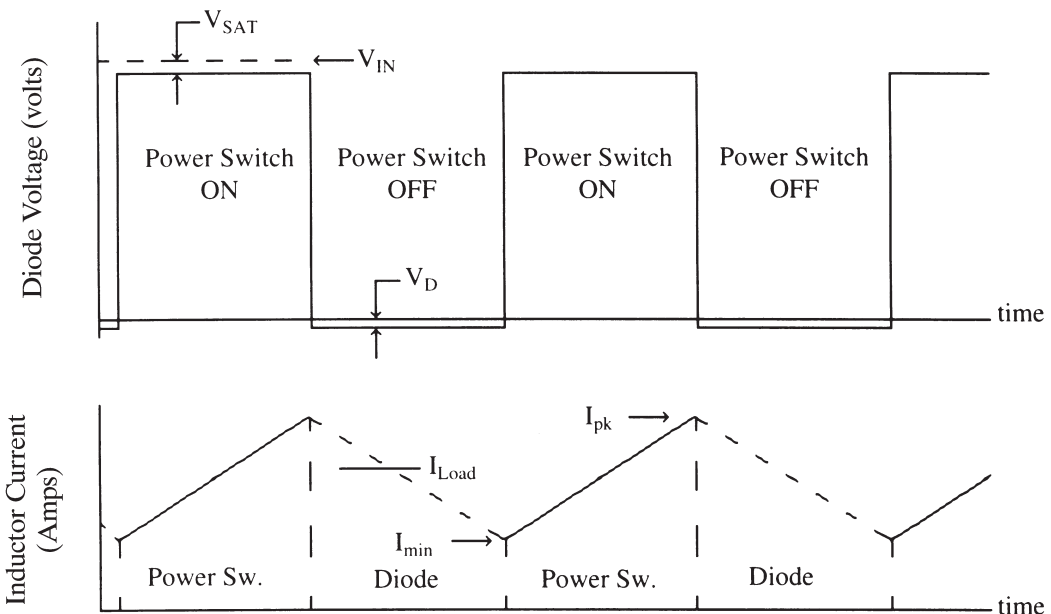 V_SAT
V_IN
Diode Voltage (volts)
Power Switch
ON
Power Switch
OFF
Power Switch
ON
Power Switch
OFF
V_D
time
Inductor Current
(Amps)
I_pk
I_Load
I_min
Power Sw.
Diode
Power Sw.
Diode
time